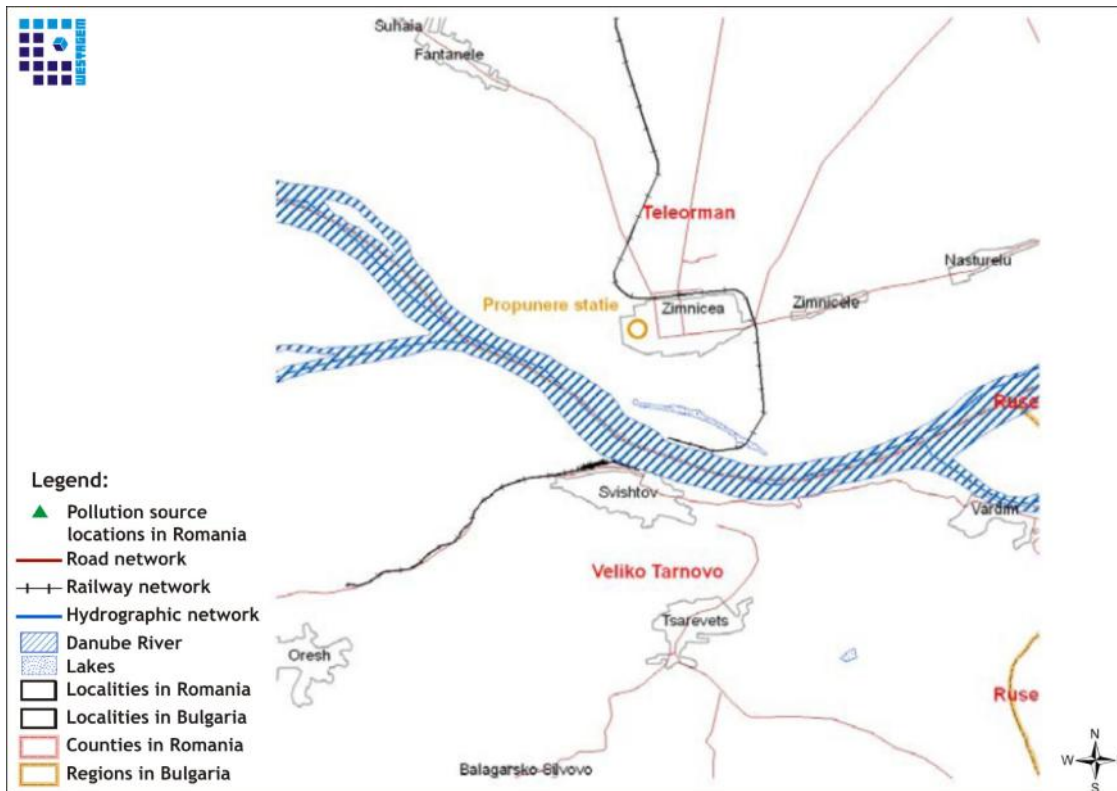 WESTAGEM
Suhaia
Fantanele
Teleorman
Nasturelu
Propunere statie
Zimnicea
Zimnicele
Ruse
Svishtov
Vardim
Veliko Tarnovo
Tsarevets
Oresh
Ruse
Balagarsko Slivovo
Legend:
Pollution source
locations in Romania
Road network
Railway network
Hydrographic network
Danube River
Lakes
Localities in Romania
Localities in Bulgaria
Counties in Romania
Regions in Bulgaria
N
W
E
S